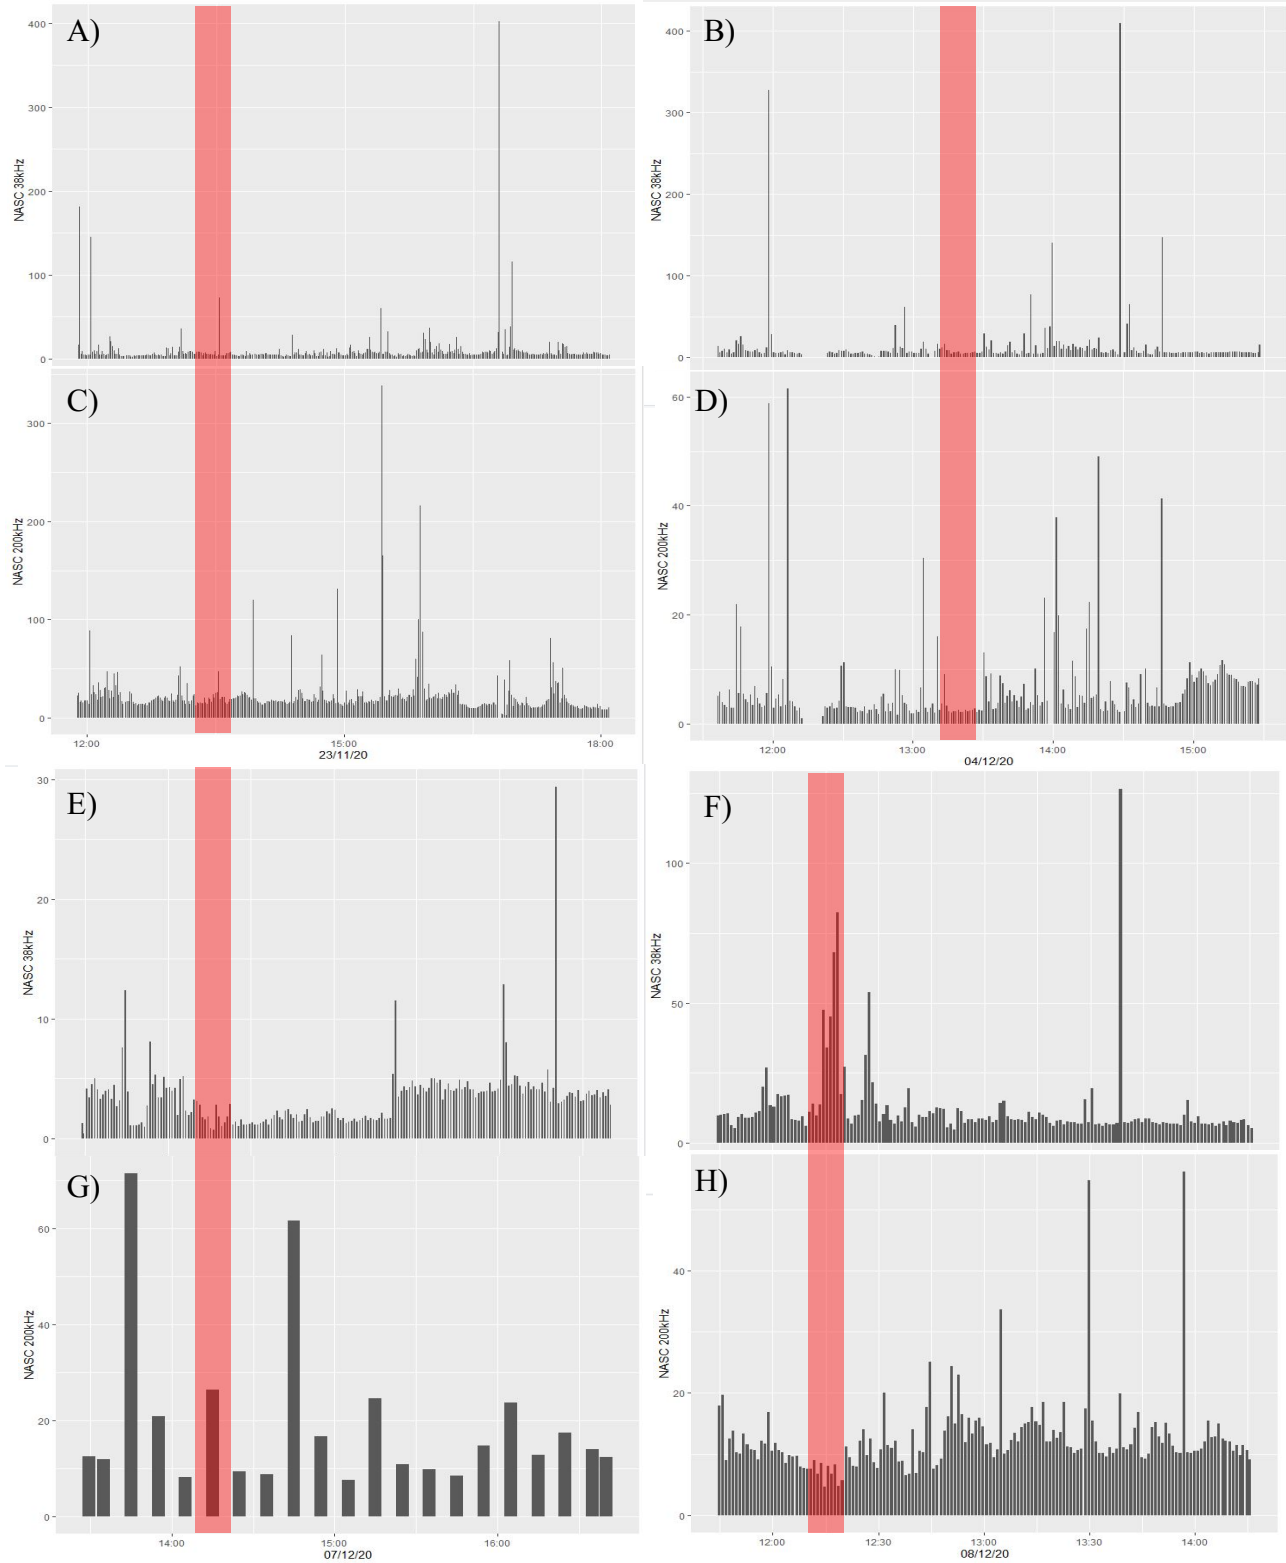 A)
NASC 38kHz
400
300
200
100
0
B)
NASC 38kHz
400
300
200
100
0
C)
NASC 200kHz
300
200
100
0
12:00 15:00 18:00
23/11/20
D)
NASC 200kHz
60
40
20
0
12:00 13:00 14:00 15:00
04/12/20
E)
NASC 38kHz
30
20
10
0
F)
NASC 38kHz
100
50
0
G)
NASC 200kHz
60
40
20
0
14:00 15:00 16:00
07/12/20
H)
NASC 200kHz
40
20
0
12:00 12:30 13:00 13:30 14:00
08/12/20